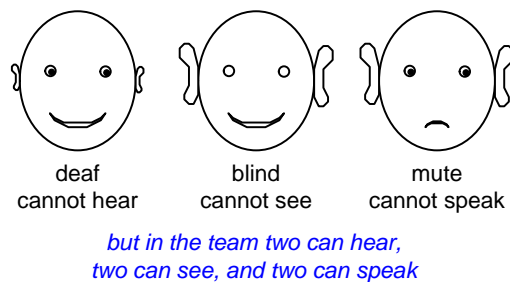 deaf
cannot hear
blind
cannot see
mute
cannot speak
but in the team two can hear,
two can see, and two can speak